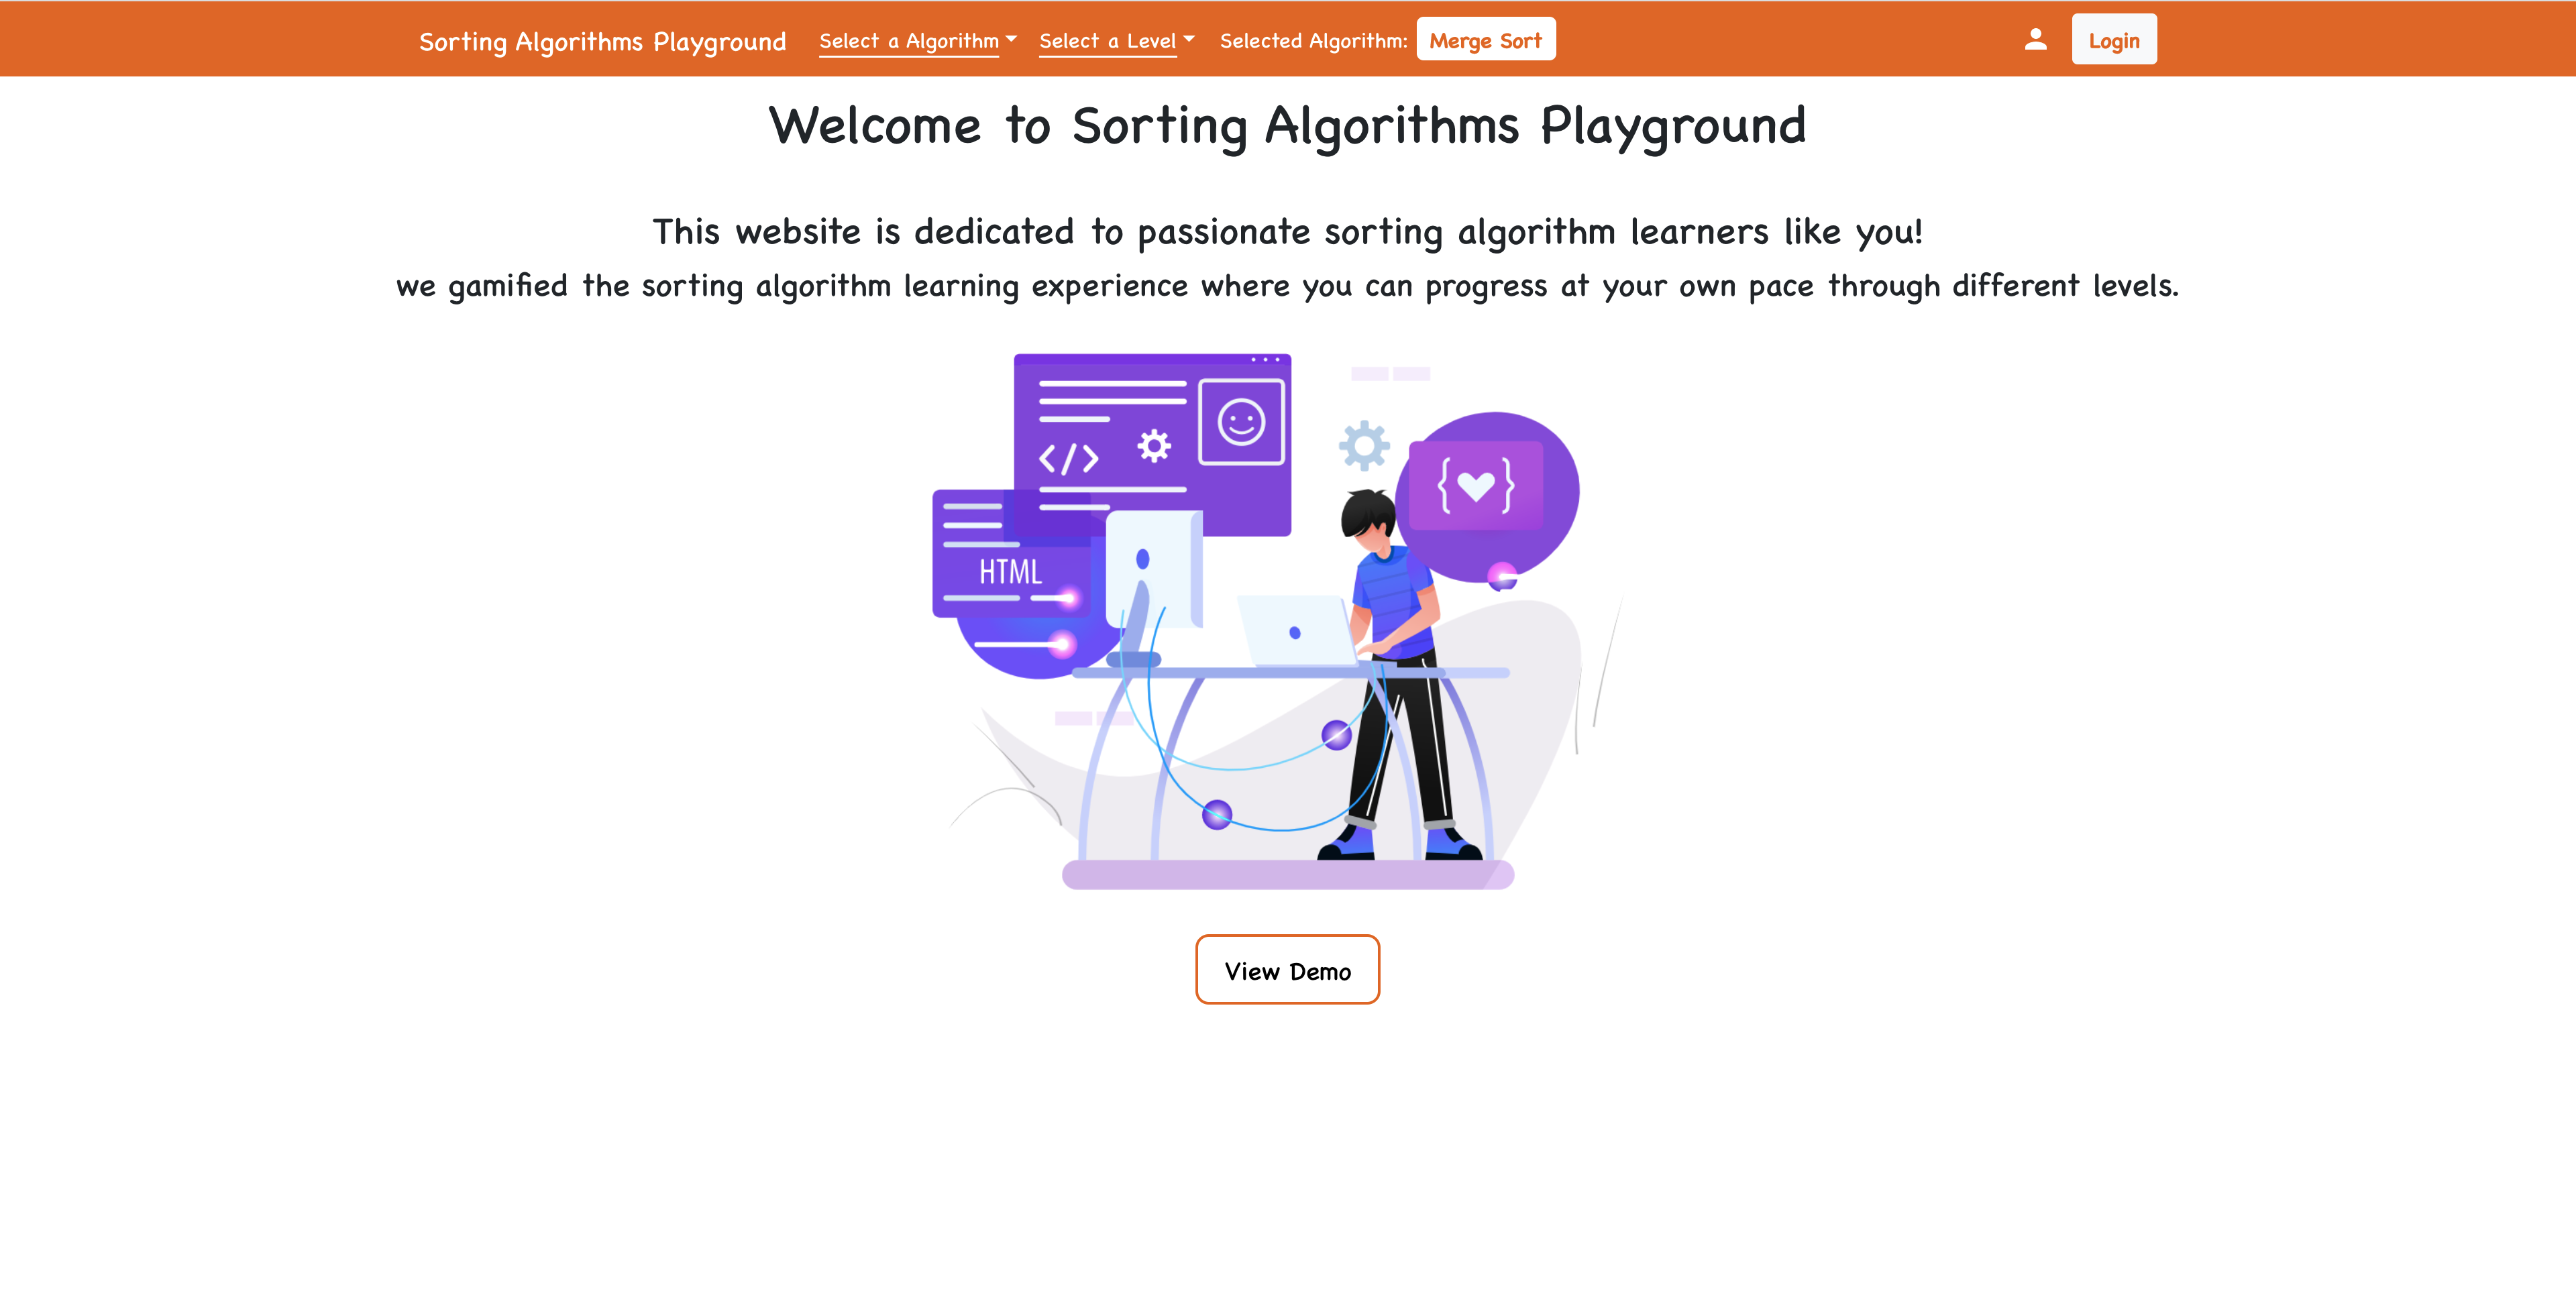 Sorting Algorithms Playground Select a Algorithm Select a Level Selected Algorithm: Merge Sort Login
Welcome to Sorting Algorithms Playground
This website is dedicated to passionate sorting algorithm learners like you!
we gamified the sorting algorithm learning experience where you can progress at your own pace through different levels.
</>
{ }
HTML
View Demo